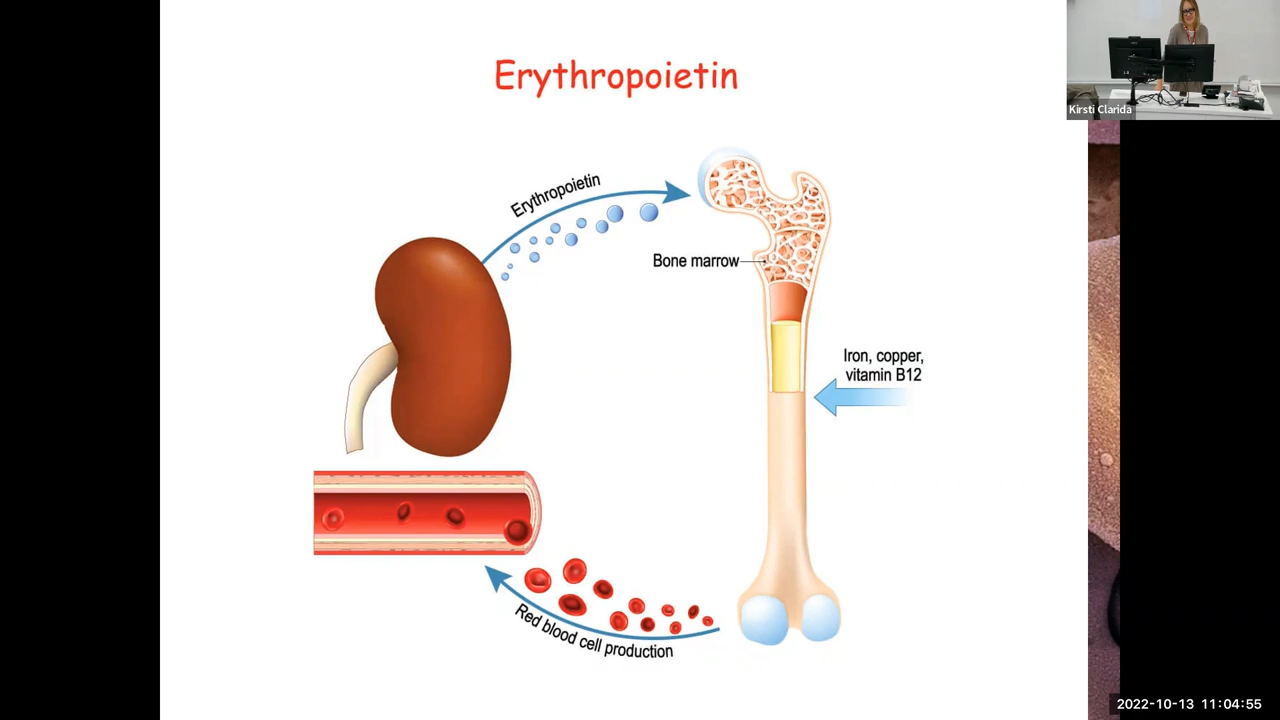 Erythropoietin
Kirsti Clarida
Erythropoietin
Bone marrow
Iron, copper,
vitamin B12
Red blood cell production
2022-10-13 11:04:55